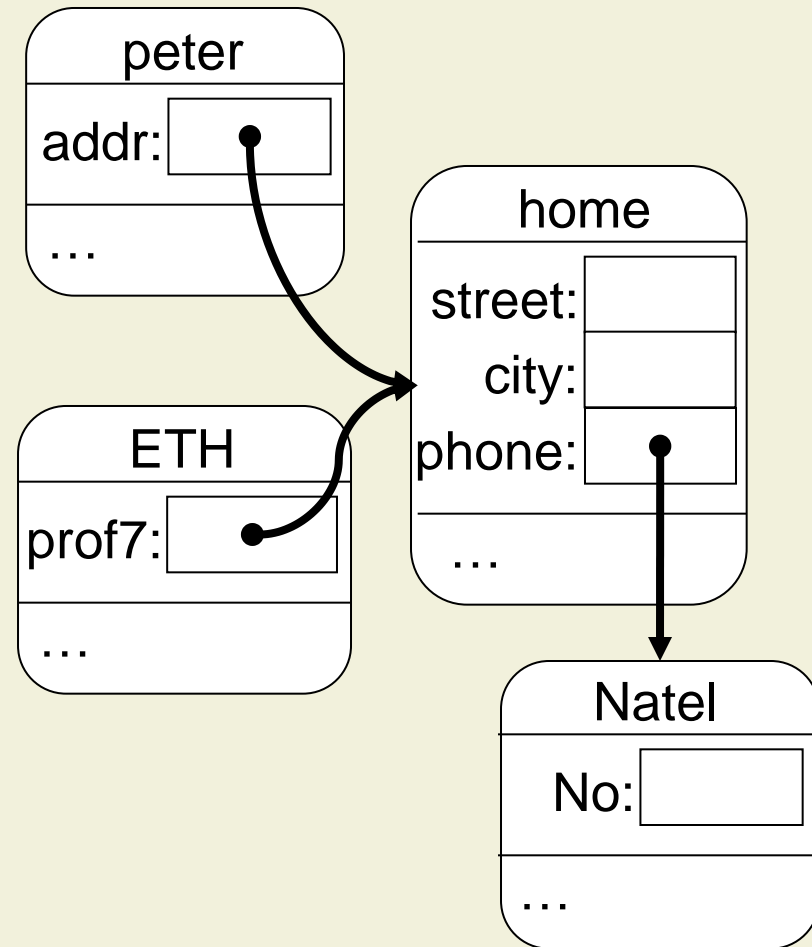 peter
addr:
…
home
street:
city:
phone:
…
ETH
prof7:
…
Natel
No:
…